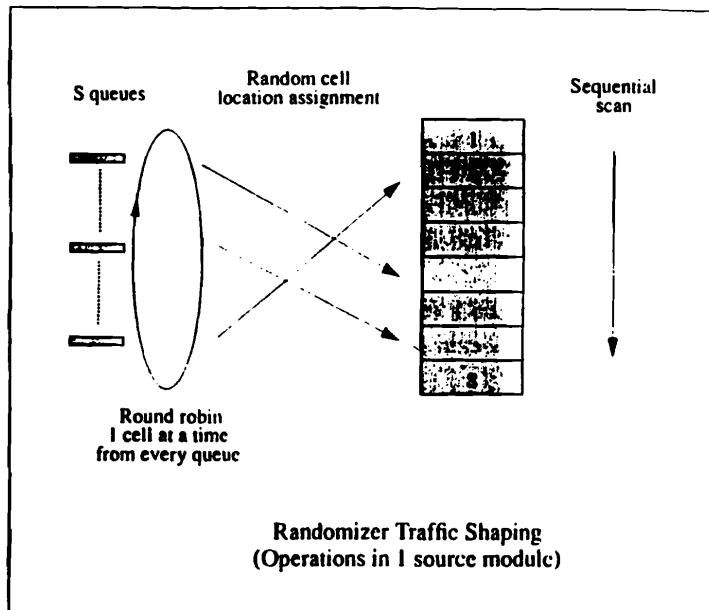 S queues
Random cell
location assignment
Sequential
scan
1
S
Round robin
1 cell at a time
from every queue
Randomizer Traffic Shaping
(Operations in 1 source module)